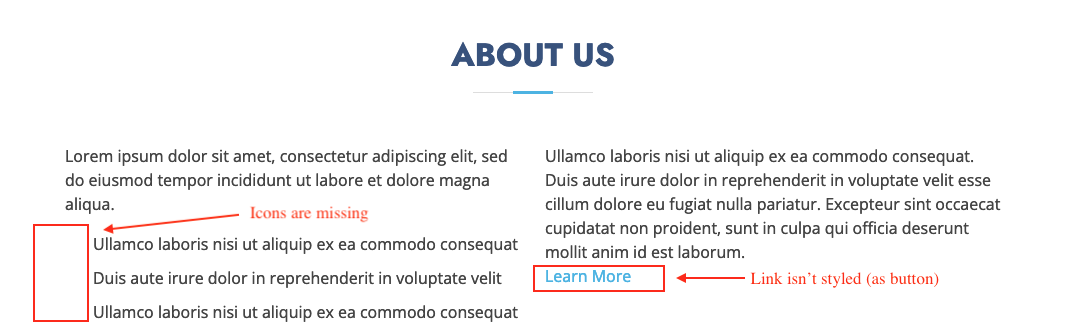 ABOUT US
Lorem ipsum dolor sit amet, consectetur adipiscing elit, sed
do eiusmod tempor incididunt ut labore et dolore magna
aliqua.
Icons are missing
Ullamco laboris nisi ut aliquip ex ea commodo consequat
Duis aute irure dolor in reprehenderit in voluptate velit
Ullamco laboris nisi ut aliquip ex ea commodo consequat
Ullamco laboris nisi ut aliquip ex ea commodo consequat.
Duis aute irure dolor in reprehenderit in voluptate velit esse
cillum dolore eu fugiat nulla pariatur. Excepteur sint occaecat
cupidatat non proident, sunt in culpa qui officia deserunt
mollit anim id est laborum.
Learn More
Link isn't styled (as button)